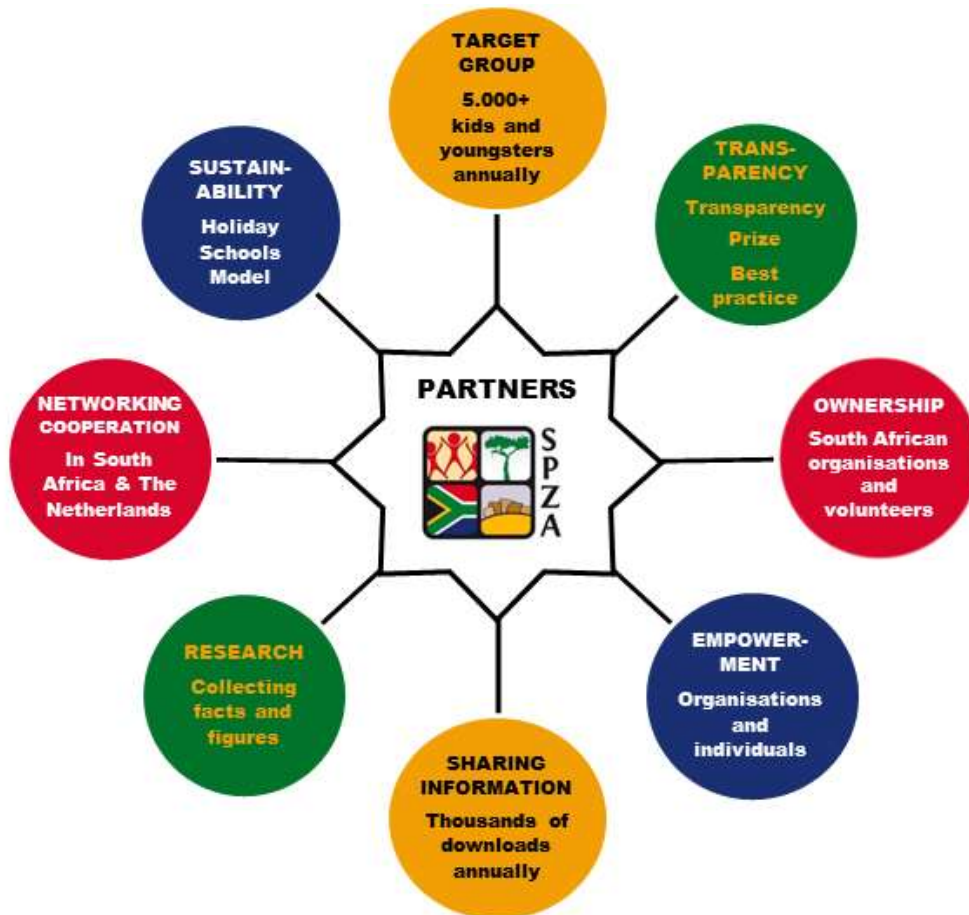 TARGET
GROUP
5.000+
kids and
youngsters
annually
TRANS-
PARENCY
Transparency
Prize
Best
practice
OWNERSHIP
South African
organisations
and
volunteers
EMPOWER-
MENT
Organisations
and
individuals
SHARING
INFORMATION
Thousands of
downloads
annually
RESEARCH
Collecting
facts and
figures
NETWORKING
COOPERATION
In South
Africa & The
Netherlands
SUSTAIN-
ABILITY
Holiday
Schools
Model
PARTNERS
SPZA